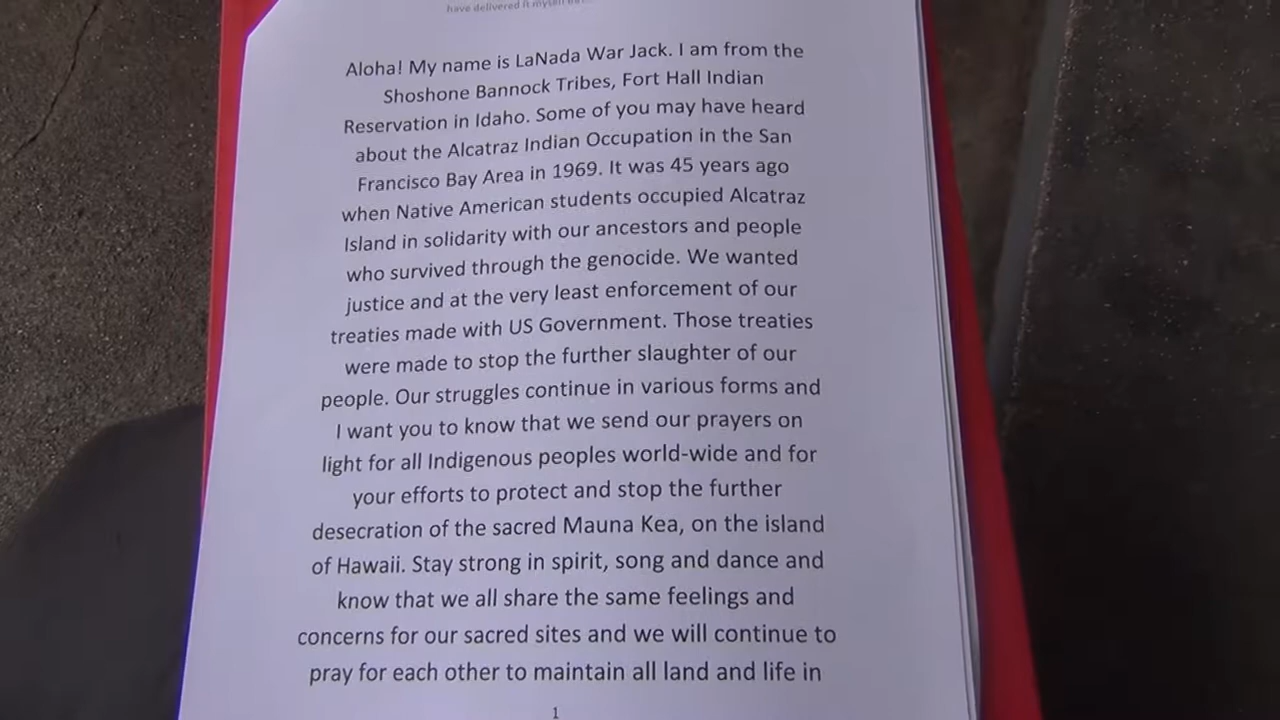 have delivered it myself
Aloha! My name is LaNada War Jack. I am from the
Shoshone Bannock Tribes, Fort Hall Indian
Reservation in Idaho. Some of you may have heard
about the Alcatraz Indian Occupation in the San
Francisco Bay Area in 1969. It was 45 years ago
when Native American students occupied Alcatraz
Island in solidarity with our ancestors and people
who survived through the genocide. We wanted
justice and at the very least enforcement of our
treaties made with US Government. Those treaties
were made to stop the further slaughter of our
people. Our struggles continue in various forms and
I want you to know that we send our prayers on
light for all Indigenous peoples world-wide and for
your efforts to protect and stop the further
desecration of the sacred Mauna Kea, on the island
of Hawaii. Stay strong in spirit, song and dance and
know that we all share the same feelings and
concerns for our sacred sites and we will continue to
pray for each other to maintain all land and life in
1